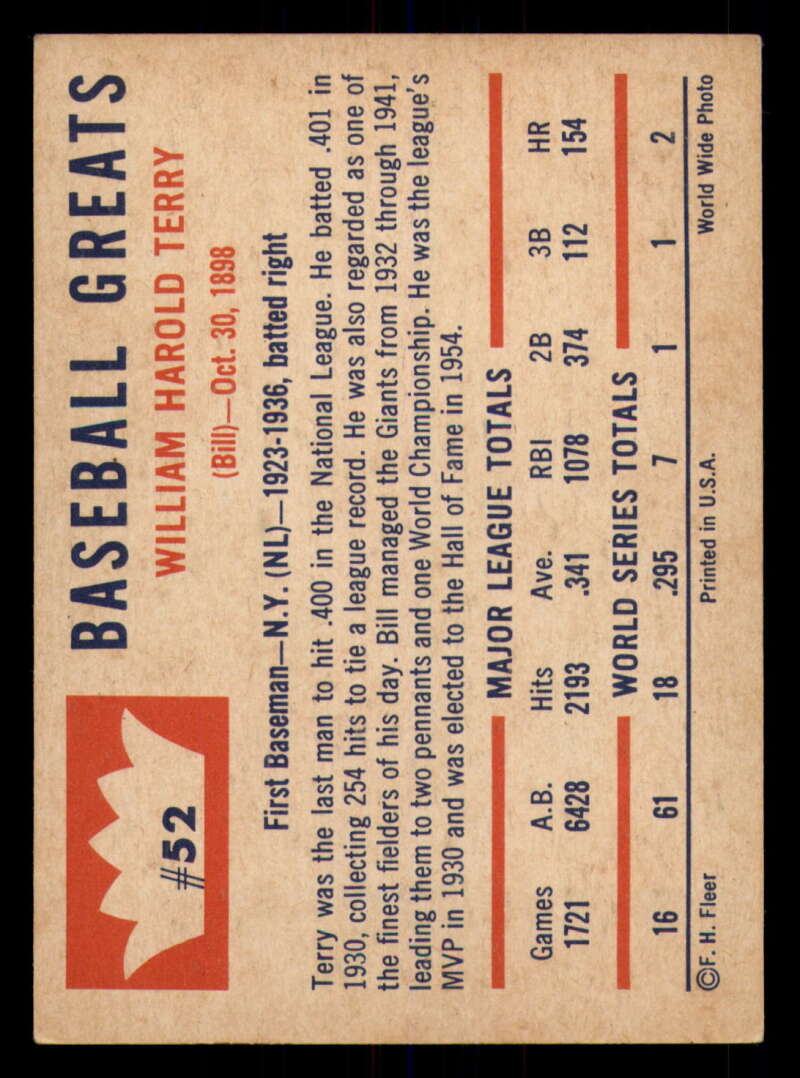 #52
BASEBALL GREATS
WILLIAM HAROLD TERRY
(Bill)—Oct. 30, 1898
First Baseman—N.Y. (NL)—1923-1936, batted right
Terry was the last man to hit .400 in the National League. He batted .401 in
1930, collecting 254 hits to tie a league record. He was also regarded as one of
the finest fielders of his day. Bill managed the Giants from 1932 through 1941,
leading them to two pennants and one World Championship. He was the league's
MVP in 1930 and was elected to the Hall of Fame in 1954.
MAJOR LEAGUE TOTALS
Games A.B. Hits Ave. RBI 2B 3B HR
1721 6428 2193 .341 1078 374 112 154
WORLD SERIES TOTALS
16 61 18 .295 7 1 1 2
©F. H. Fleer Printed in U.S.A. World Wide Photo